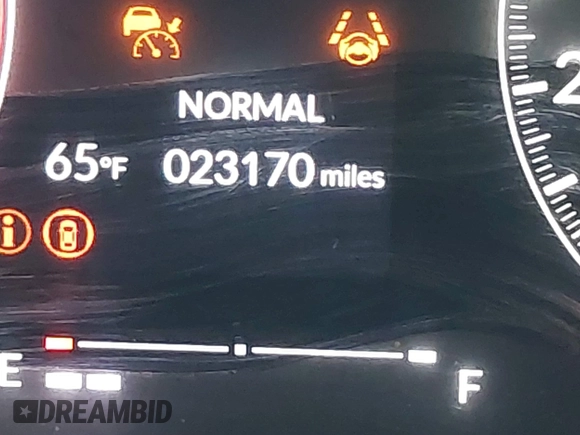 NORMAL
65°F 023170 miles
i
2
E F
DREAMBID